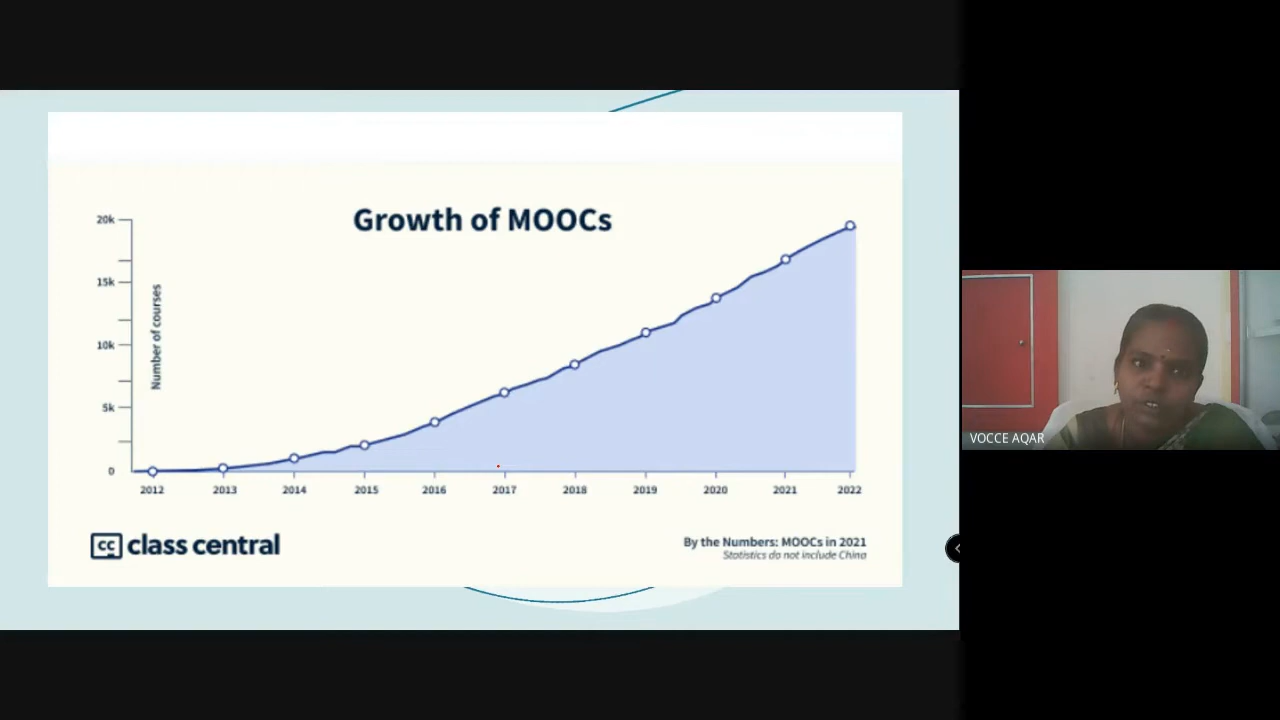 Growth of MOOCs
20k
15k
10k
5k
0
Number of courses
2012 2013 2014 2015 2016 2017 2018 2019 2020 2021 2022
cc class central
By the Numbers: MOOCs in 2021
Statistics do not include China
VOCCE AQAR